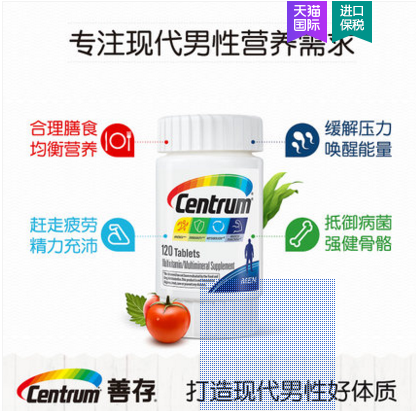 天猫
国际
进口
保税
专注现代男性营养需求
合理膳食
均衡营养
缓解压力
唤醒能量
Centrum
赶走疲劳
精力充沛
抵御病菌
强健骨骼
120 Tablets
Multivitamin/Multimineral Supplement
MEN
Centrum 善存
打造现代男性好体质